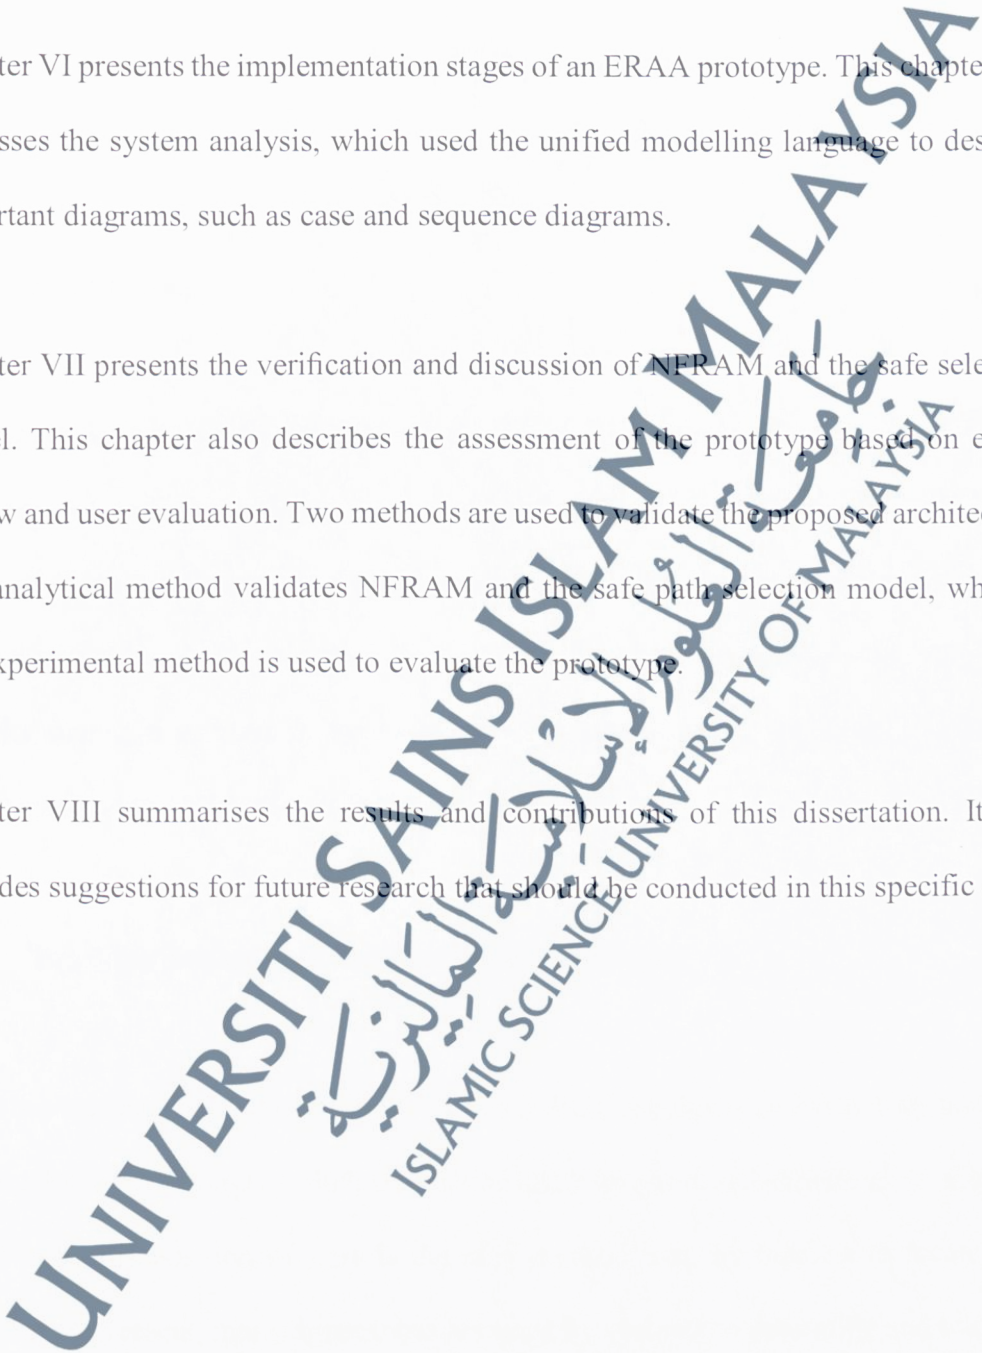 ter VI presents the implementation stages of an ERAA prototype. This chapte
sses the system analysis, which used the unified modelling language to des
rtant diagrams, such as case and sequence diagrams.
ter VII presents the verification and discussion of NFRAM and the safe sele
l. This chapter also describes the assessment of the prototype based on e
w and user evaluation. Two methods are used to validate the proposed archite
nalytical method validates NFRAM and the safe path selection model, wh
xperimental method is used to evaluate the prototype.
ter VIII summarises the results and contributions of this dissertation. It
des suggestions for future research that should be conducted in this specific
UNIVERSITI SAINS ISLAM MALAYSIA
جامعة العلوم الإسلامية الماليزية
ISLAMIC SCIENCE UNIVERSITY OF MALAYSIA